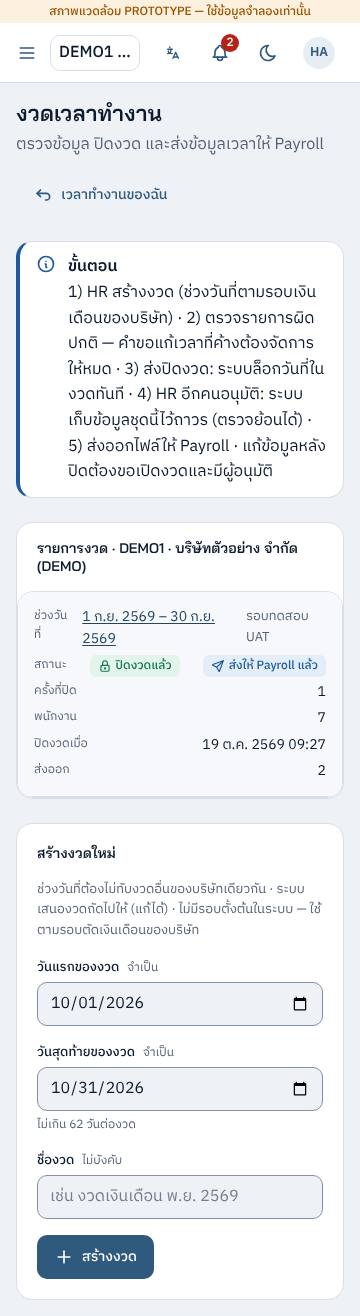 สภาพแวดล้อม PROTOTYPE — ใช้ข้อมูลจำลองเท่านั้น
DEMO1 ...
2
HA
งวดเวลาทำงาน
ตรวจข้อมูล ปิดงวด และส่งข้อมูลเวลาให้ Payroll
เวลาทำงานของฉัน
ขั้นตอน
1) HR สร้างงวด (ช่วงวันที่ตามรอบเงิน
เดือนของบริษัท) · 2) ตรวจรายการผิด
ปกติ — คำขอแก้เวลาที่ค้างต้องจัดการ
ให้หมด · 3) ส่งปิดงวด: ระบบล็อกวันที่ใน
งวดทันที · 4) HR อีกคนอนุมัติ: ระบบ
เก็บข้อมูลชุดนี้ไว้ถาวร (ตรวจย้อนได้) ·
5) ส่งออกไฟล์ให้ Payroll · แก้ข้อมูลหลัง
ปิดต้องขอเปิดงวดและมีผู้อนุมัติ
รายการงวด · DEMO1 · บริษัทตัวอย่าง จำกัด
(DEMO)
ช่วงวัน
ที่
1 ก.ย. 2569 – 30 ก.ย.
2569
รอบทดสอบ
UAT
สถานะ ปิดงวดแล้ว ส่งให้ Payroll แล้ว
ครั้งที่ปิด 1
พนักงาน 7
ปิดงวดเมื่อ 19 ต.ค. 2569 09:27
ส่งออก 2
สร้างงวดใหม่
ช่วงวันที่ต้องไม่ทับงวดอื่นของบริษัทเดียวกัน · ระบบ
เสนองวดถัดไปให้ (แก้ได้) · ไม่มีรอบตั้งต้นในระบบ — ใช้
ตามรอบตัดเงินเดือนของบริษัท
วันแรกของงวด จำเป็น
10/01/2026
วันสุดท้ายของงวด จำเป็น
10/31/2026
ไม่เกิน 62 วันต่องวด
ชื่องวด ไม่บังคับ
เช่น งวดเงินเดือน พ.ย. 2569
สร้างงวด